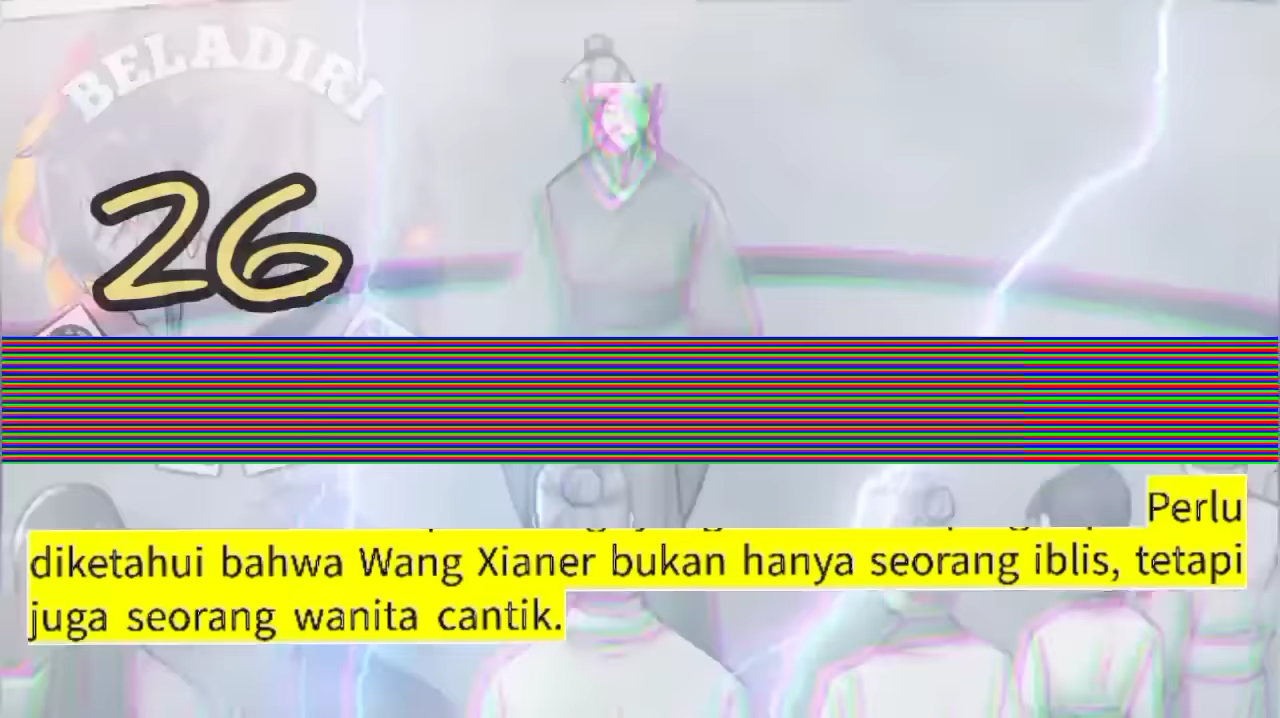 BELADIRI
26
Perlu
diketahui bahwa Wang Xianer bukan hanya seorang iblis, tetapi
juga seorang wanita cantik.